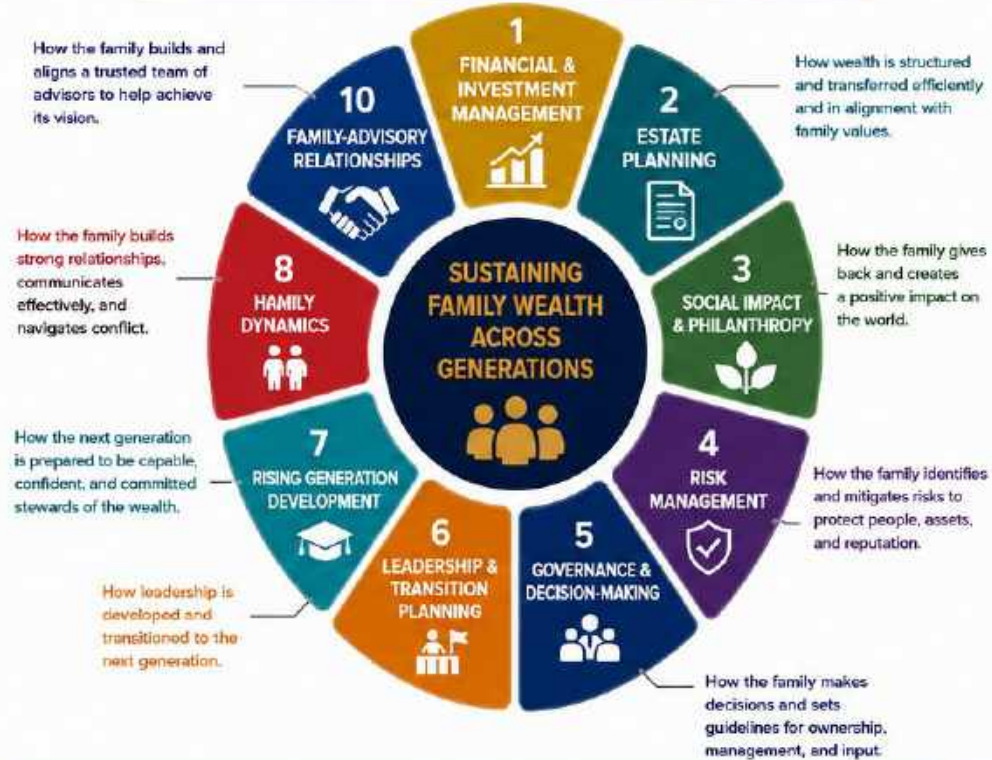 1
FINANCIAL &
INVESTMENT
MANAGEMENT
2
ESTATE
PLANNING
How wealth is structured
and transferred efficiently
and in alignment with
family values.
3
SOCIAL IMPACT
& PHILANTHROPY
How the family gives
back and creates
a positive impact on
the world.
4
RISK
MANAGEMENT
How the family identifies
and mitigates risks to
protect people, assets,
and reputation.
5
GOVERNANCE &
DECISION-MAKING
How the family makes
decisions and sets
guidelines for ownership,
management, and input.
6
LEADERSHIP &
TRANSITION
PLANNING
How leadership is
developed and
transitioned to the
next generation.
7
RISING GENERATION
DEVELOPMENT
How the next generation
is prepared to be capable,
confident, and committed
stewards of the wealth.
8
HAMILY
DYNAMICS
How the family builds
strong relationships,
communicates
effectively, and
navigates conflict.
10
FAMILY-ADVISORY
RELATIONSHIPS
How the family builds and
aligns a trusted team of
advisors to help achieve
its vision.
SUSTAINING
FAMILY WEALTH
ACROSS
GENERATIONS